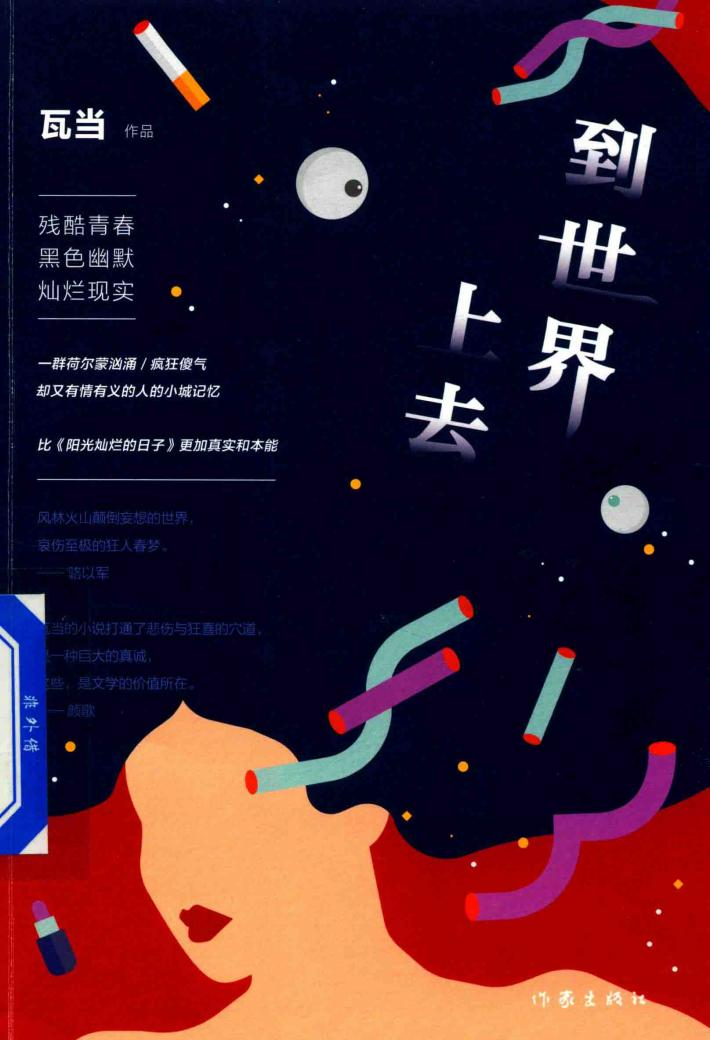 瓦当 作品
到世界
上去
残酷青春
黑色幽默
灿烂现实
一群荷尔蒙汹涌 / 疯狂傻气
却又有情有义的人的小城记忆
比《阳光灿烂的日子》更加真实和本能
风林火山颠倒妄想的世界，
哀伤至极的狂人春梦。
—— 骆以军
瓦当的小说打通了悲伤与狂喜的穴道，
一种巨大的真诚，
些，是文学的价值所在。
—— 颜歌
非外借
作家出版社